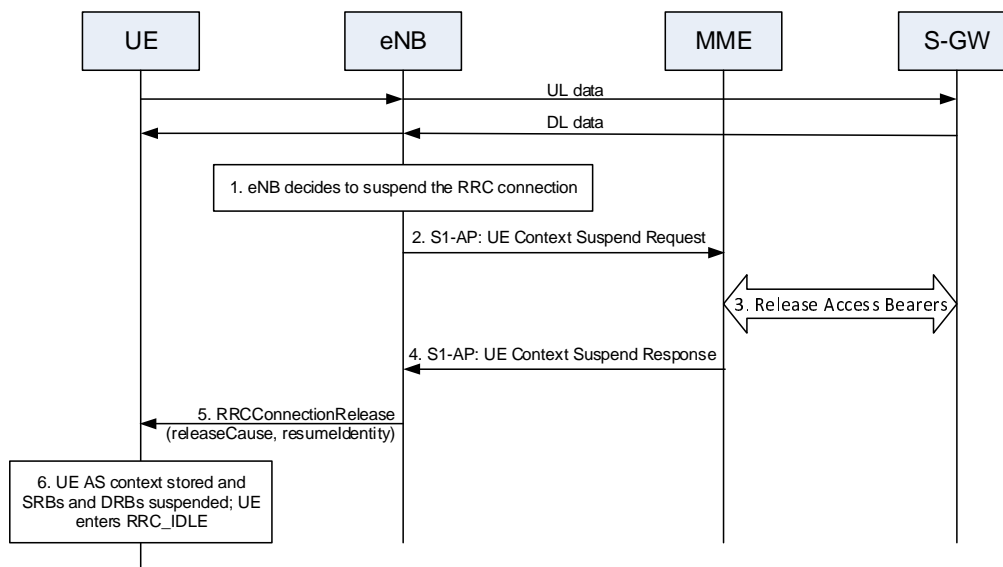 UE
eNB
MME
S-GW
UL data
DL data
1. eNB decides to suspend the RRC connection
2. S1-AP: UE Context Suspend Request
3. Release Access Bearers
4. S1-AP: UE Context Suspend Response
5. RRCConnectionRelease
(releaseCause, resumeIdentity)
6. UE AS context stored and
SRBs and DRBs suspended; UE
enters RRC_IDLE